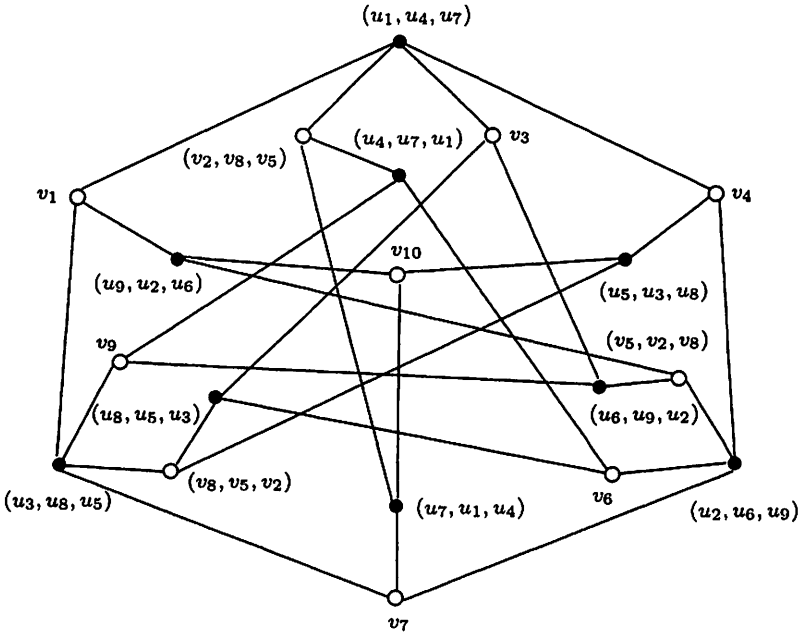 (u₁, u₄, u₇)
(v₂, v₈, v₅)
(u₄, u₇, u₁)
v₃
v₁
v₄
(u₉, u₂, u₆)
v₁₀
(u₅, u₃, u₈)
v₉
(v₅, v₂, v₈)
(u₈, u₅, u₃)
(u₆, u₉, u₂)
(u₃, u₈, u₅)
(v₈, v₅, v₂)
(u₇, u₁, u₄)
v₆
(u₂, u₆, u₉)
v₇